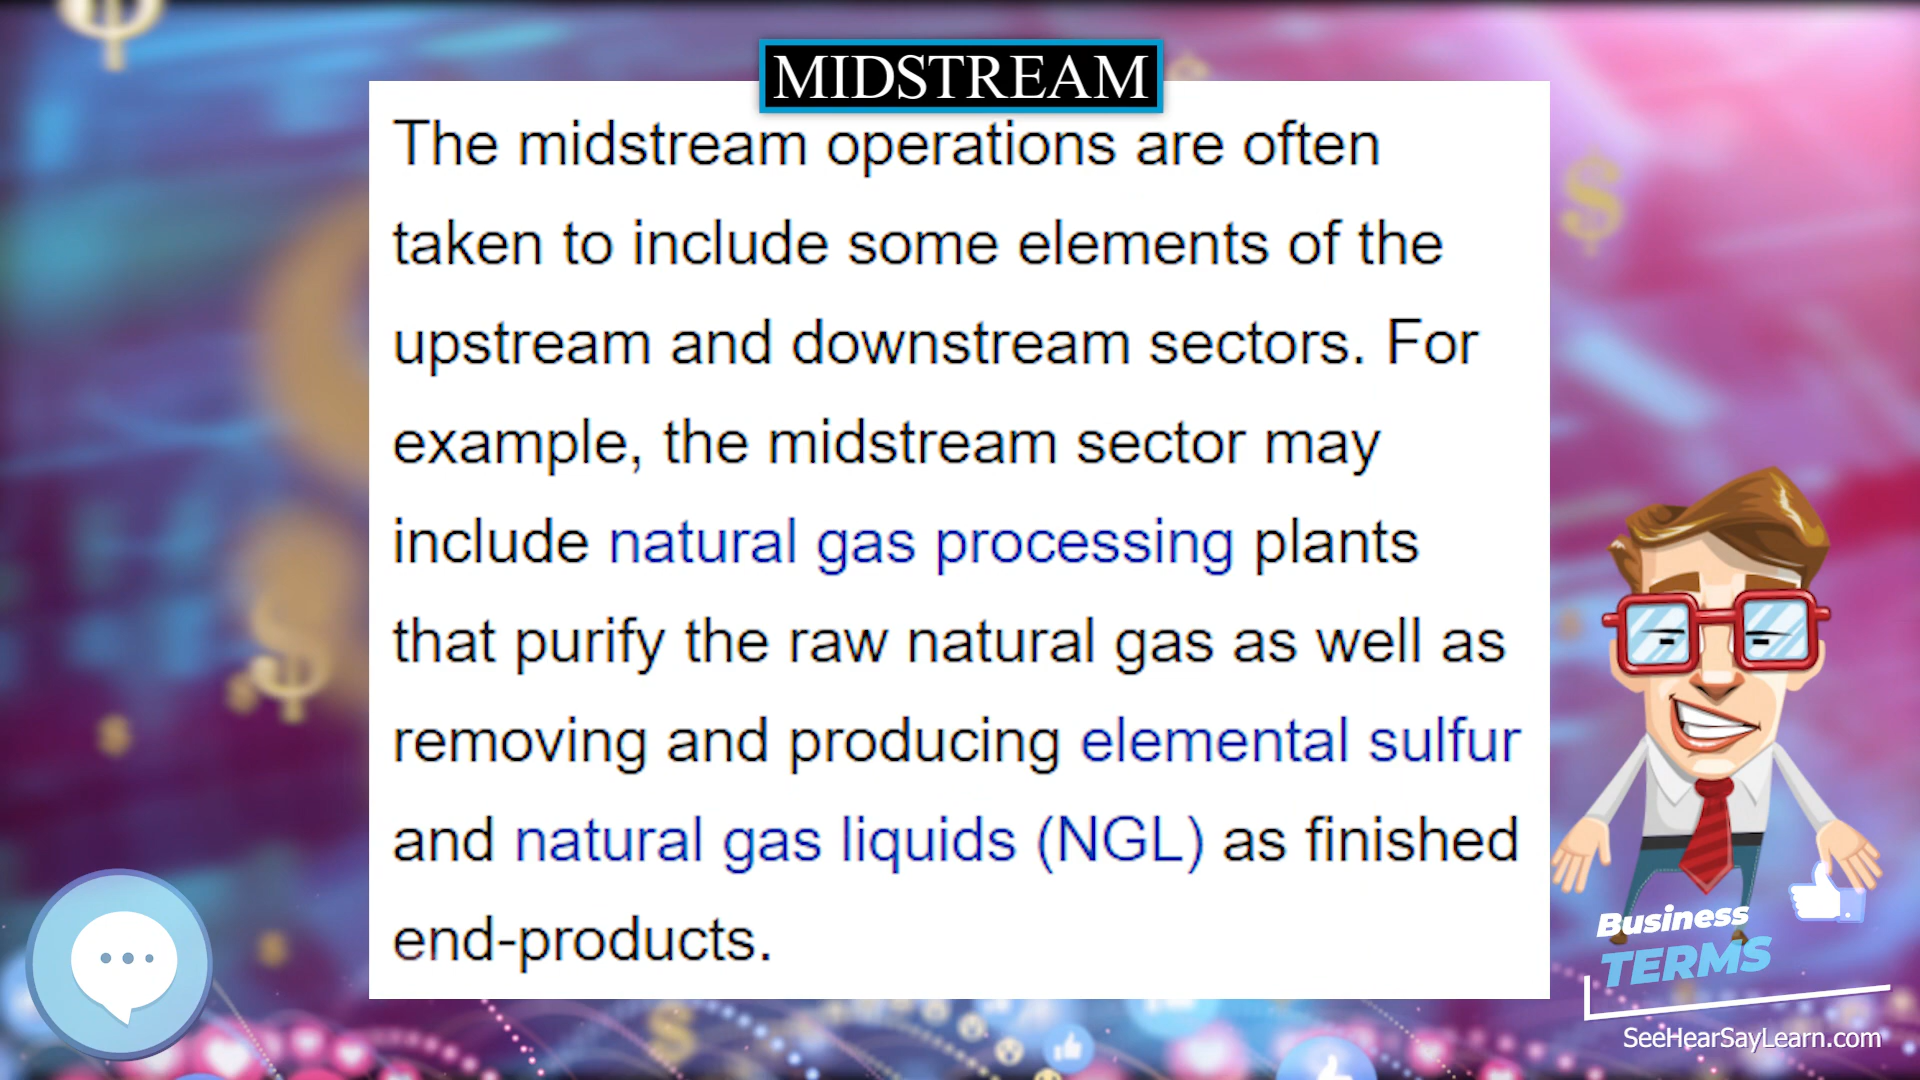 MIDSTREAM
The midstream operations are often
taken to include some elements of the
upstream and downstream sectors. For
example, the midstream sector may
include natural gas processing plants
that purify the raw natural gas as well as
removing and producing elemental sulfur
and natural gas liquids (NGL) as finished
end-products.
Business
TERMS
SeeHearSayLearn.com